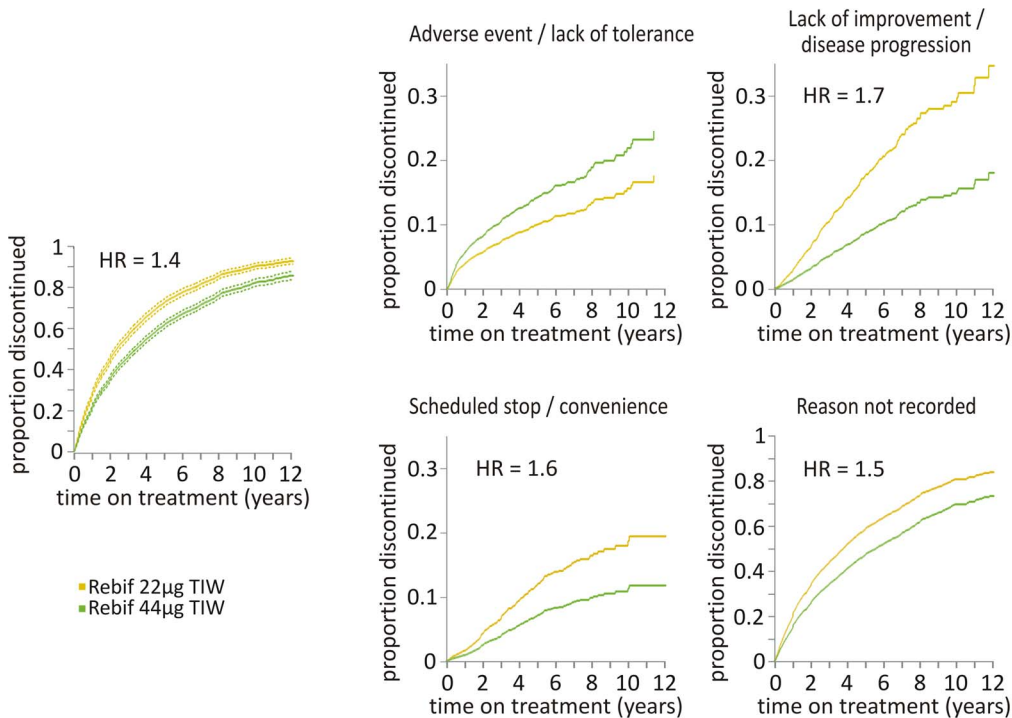 proportion discontinued
1
0.8
0.6
0.4
0.2
0
HR = 1.4
0 2 4 6 8 10 12
time on treatment (years)
Rebif 22µg TIW
Rebif 44µg TIW
Adverse event / lack of tolerance
proportion discontinued
0.3
0.2
0.1
0
0 2 4 6 8 10 12
time on treatment (years)
Lack of improvement /
disease progression
proportion discontinued
0.3
0.2
0.1
0 0
HR = 1.7
0 2 4 6 8 10 12
time on treatment (years)
Scheduled stop / convenience
proportion discontinued
0.3
0.2
0.1
0
HR = 1.6
0 2 4 6 8 10 12
time on treatment (years)
Reason not recorded
proportion discontinued
1
0.8
0.6
0.4
0.2
0
HR = 1.5
0 2 4 6 8 10 12
time on treatment (years)